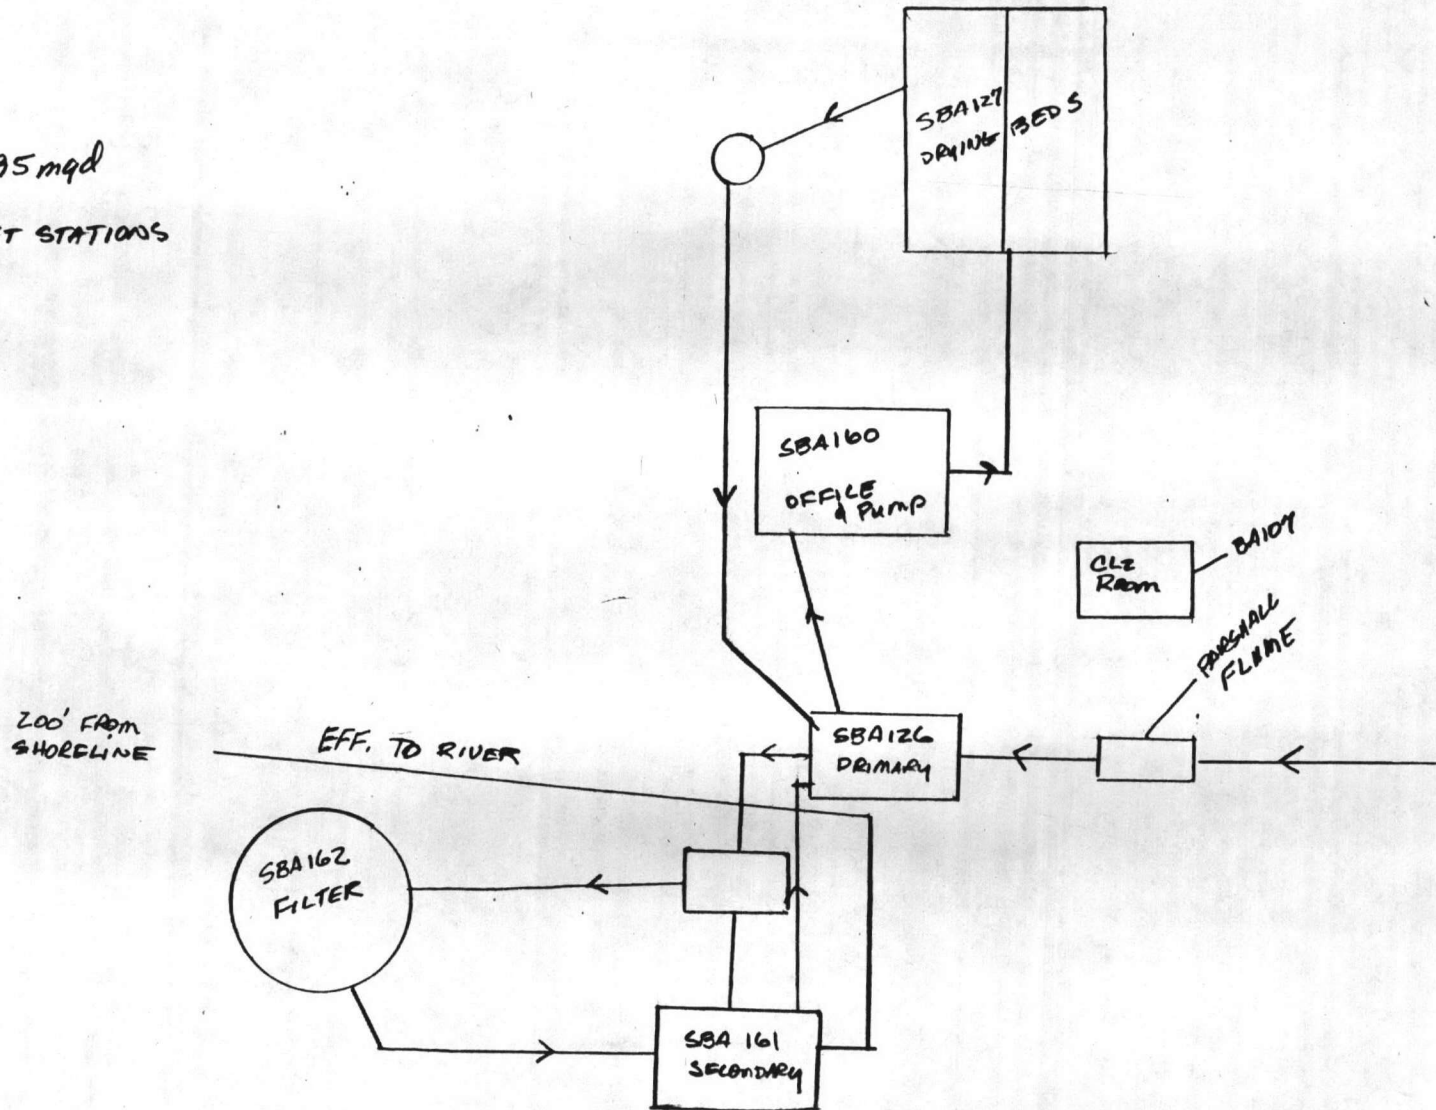 35 mgd
T STATIONS
SBA127
DRYING BEDS
SBA160
OFFICE
& PUMP
CL2
ROOM
BA107
PARSHALL
FLUME
200' FROM
SHORELINE
EFF. TO RIVER
SBA126
PRIMARY
SBA162
FILTER
SBA 161
SECONDARY